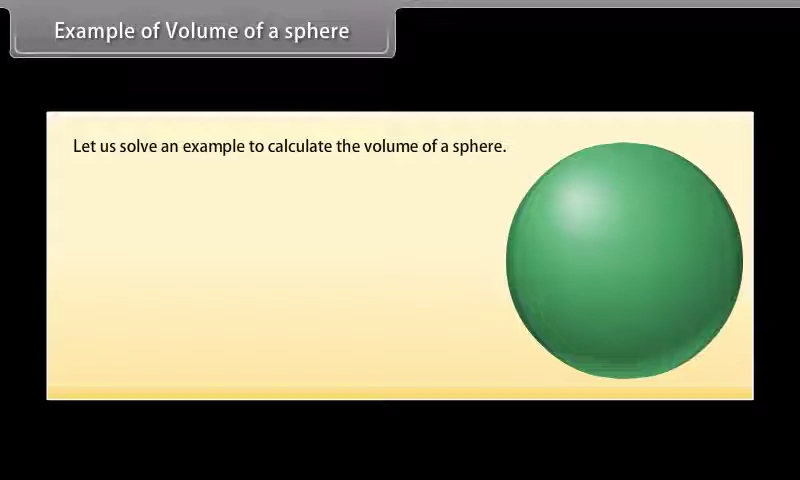 Example of Volume of a sphere
Let us solve an example to calculate the volume of a sphere.